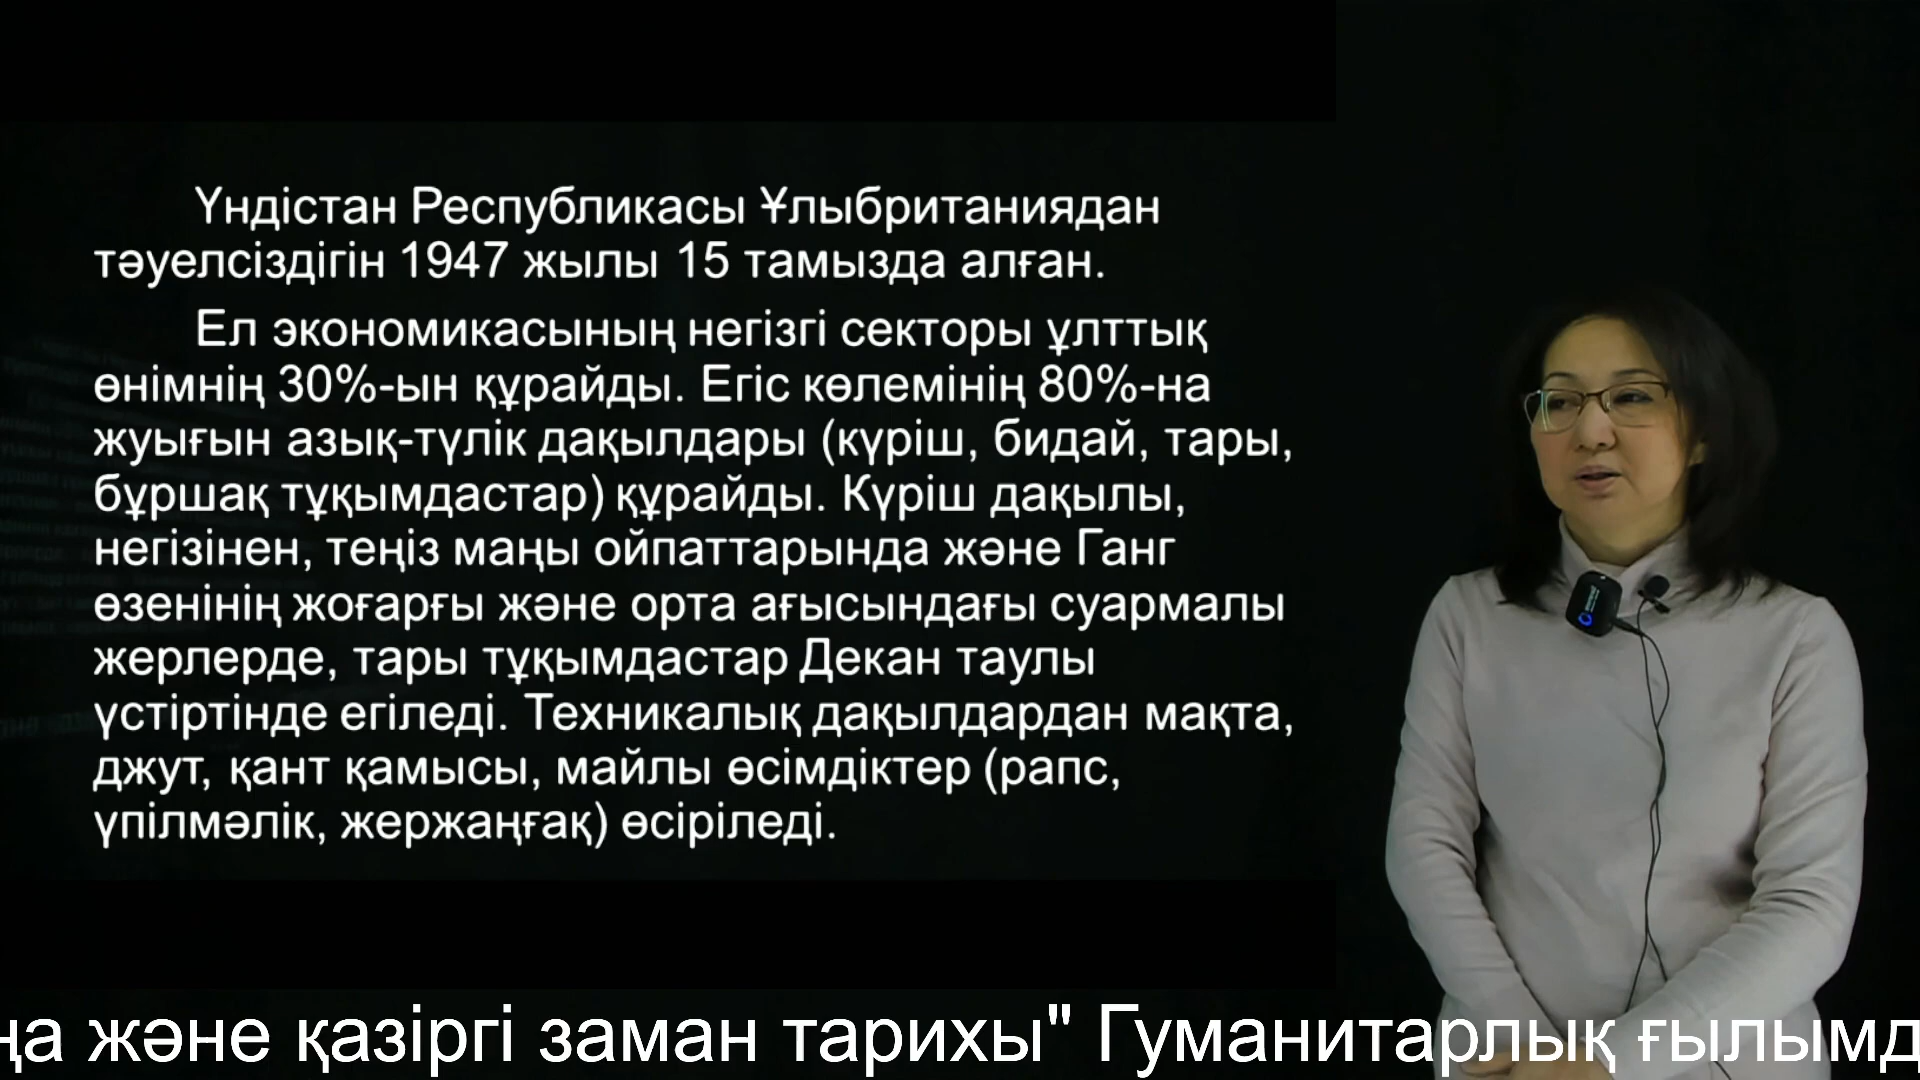 Үндістан Республикасы Ұлыбританиядан
тәуелсіздігін 1947 жылы 15 тамызда алған.
Ел экономикасының негізгі секторы ұлттық
өнімнің 30%-ын құрайды. Егіс көлемінің 80%-на
жуығын азық-түлік дақылдары (күріш, бидай, тары,
бұршақ тұқымдастар) құрайды. Күріш дақылы,
негізінен, теңіз маңы ойпаттарында және Ганг
өзенінің жоғарғы және орта ағысындағы суармалы
жерлерде, тары тұқымдастар Декан таулы
үстіртінде егіледі. Техникалық дақылдардан мақта,
джут, қант қамысы, майлы өсімдіктер (рапс,
үпілмәлік, жержаңғақ) өсіріледі.
және қазіргі заман тарихы" Гуманитарлық